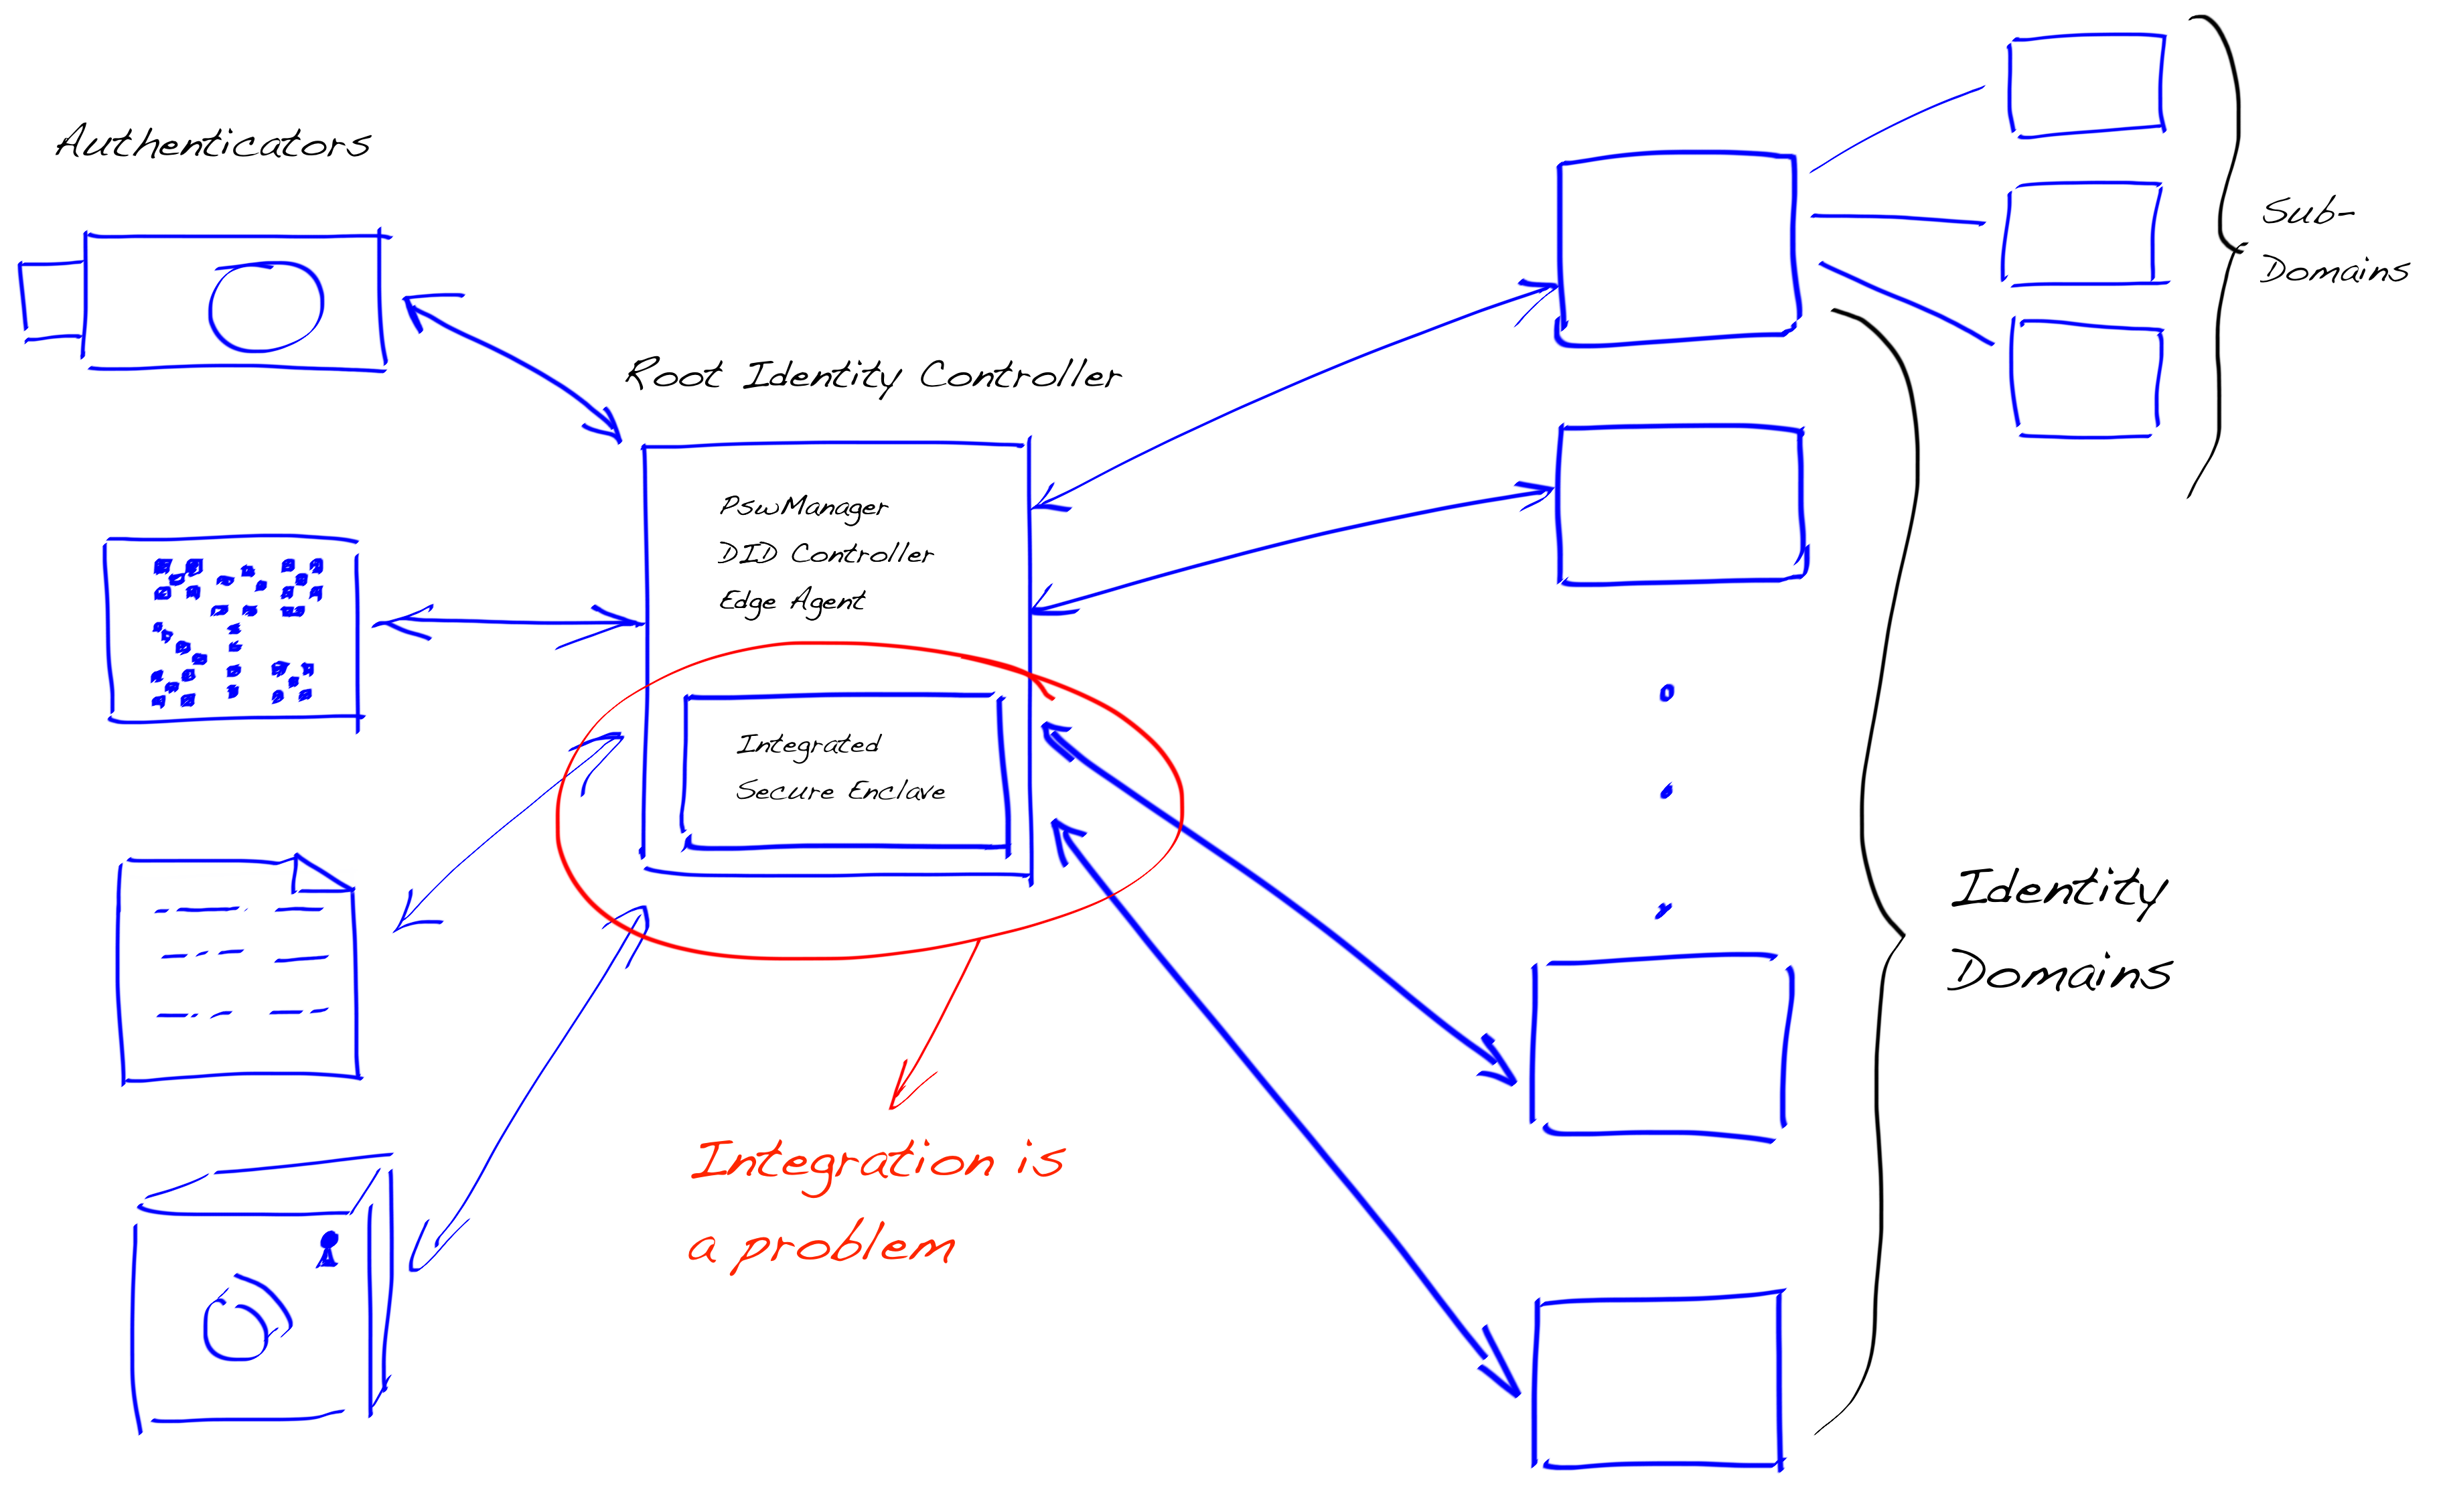 Authenticators
Root Identity Controller
PswManager
DID Controller
Edge Agent
Integrated
Secure Enclave
Integration is
a problem
Sub-
Domains
Identity
Domains